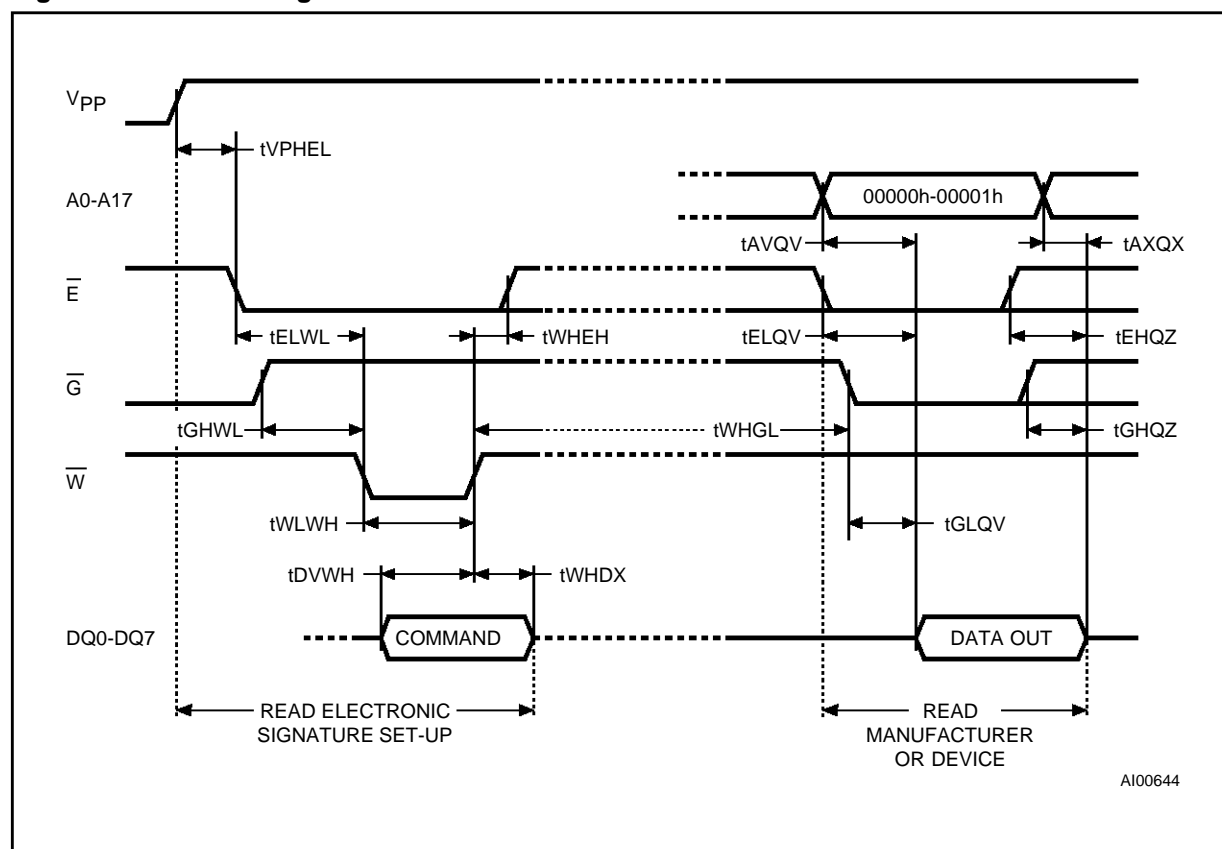 VPP
tVPHEL
A0-A17
00000h-00001h
tAVQV
tAXQX
E
tELWL
tWHEH
tELQV
tEHQZ
G
tGHWL
tWHGL
tGHQZ
W
tWLWH
tGLQV
tDVWH
tWHDX
DQ0-DQ7
COMMAND
DATA OUT
READ ELECTRONIC
SIGNATURE SET-UP
READ
MANUFACTURER
OR DEVICE
AI00644